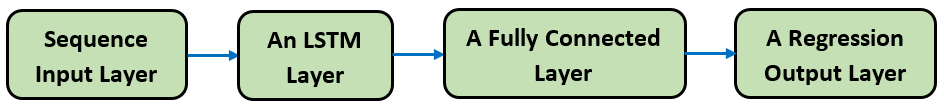 Sequence
Input Layer
An LSTM
Layer
A Fully Connected
Layer
A Regression
Output Layer